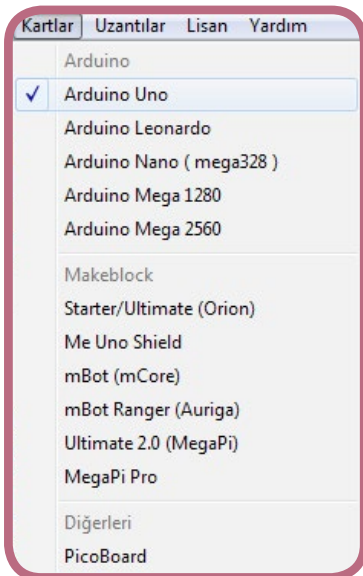 Kartlar Uzantılar Lisan Yardım
Arduino
Arduino Uno
Arduino Leonardo
Arduino Nano ( mega328 )
Arduino Mega 1280
Arduino Mega 2560
Makeblock
Starter/Ultimate (Orion)
Me Uno Shield
mBot (mCore)
mBot Ranger (Auriga)
Ultimate 2.0 (MegaPi)
MegaPi Pro
Diğerleri
PicoBoard